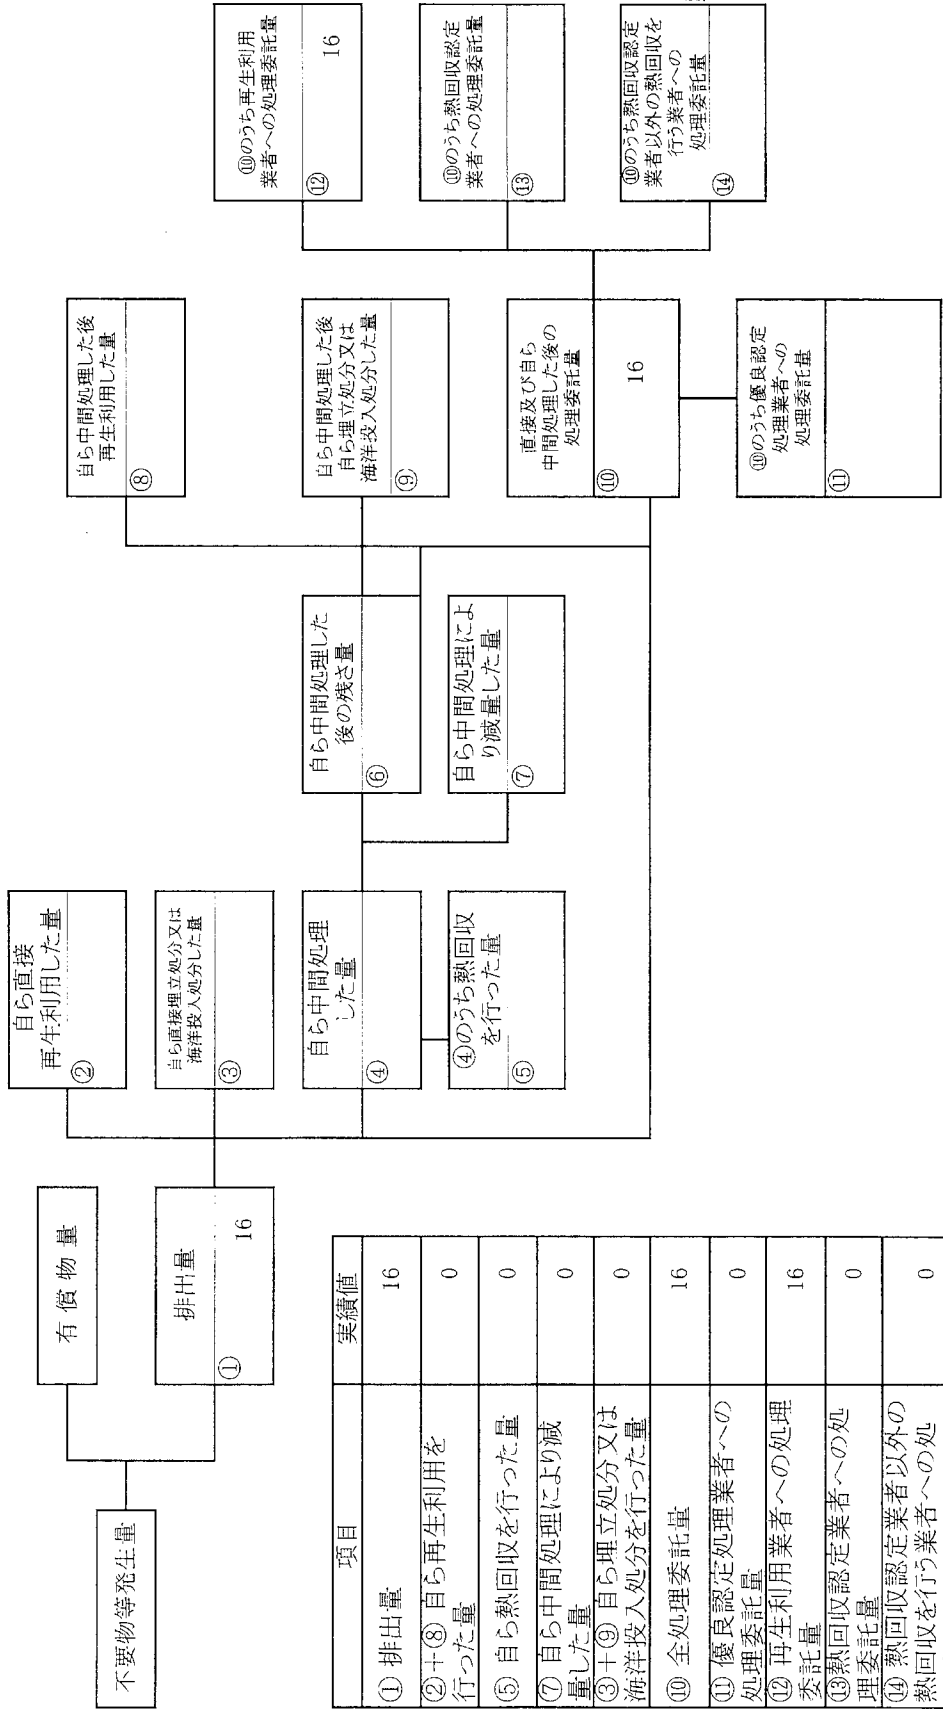 不要物等発生量
有償物量
排出量
① 16
自ら直接
再生利用した量
②
自ら直接埋立処分又は
海洋投入処分した量
③
自ら中間処理
した量
④
④のうち熱回収
を行った量
⑤
自ら中間処理した
後の残さ量
⑥
自ら中間処理によ
り減量した量
⑦
自ら中間処理した後
再生利用した量
⑧
自ら中間処理した後
自ら埋立処分又は
海洋投入処分した量
⑨
直接及び自ら
中間処理した後の
処理委託量
⑩ 16
⑩のうち優良認定
処理業者への
処理委託量
⑪
⑩のうち再生利用
業者への処理委託量
⑫ 16
⑩のうち熱回収認定
業者への処理委託量
⑬
⑩のうち熱回収認定
業者以外の熱回収を
行う業者への
処理委託量
⑭
項目 実績値
①排出量 16
②+⑧ 自ら再生利用を
行った量 0
⑤ 自ら熱回収を行った量 0
⑦ 自ら中間処理により減
量した量 0
③+⑨ 自ら埋立処分又は
海洋投入処分を行った量 0
⑩ 全処理委託量 16
⑪ 優良認定処理業者への
処理委託量 0
⑫ 再生利用業者への処理
委託量 16
⑬熱回収認定業者への処
理委託量 0
⑭ 熱回収認定業者以外の
熱回収を行う業者への処 0